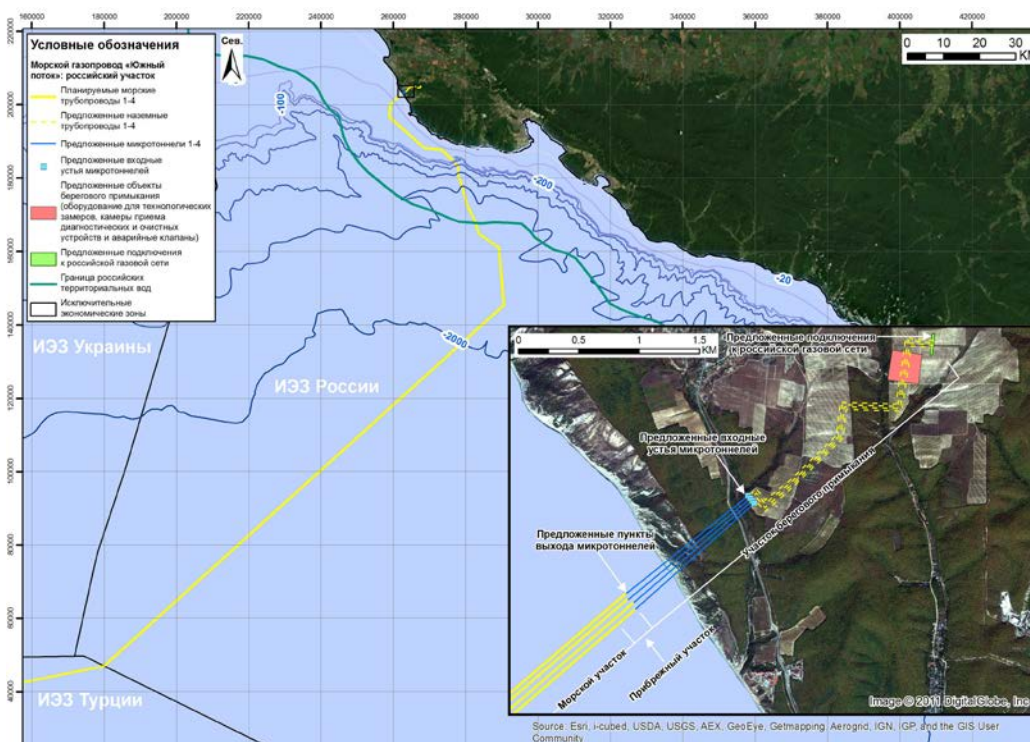 160000 180000 200000 220000 240000 260000 280000 300000 320000 340000 360000 380000 400000 420000
220000
200000
180000
160000
140000
120000
100000
80000
60000
40000
Условные обозначения
Морской газопровод «Южный
поток»: российский участок
Планируемые морские
трубопроводы 1-4
Предложенные наземные
трубопроводы 1-4
Предложенные микротоннели 1-4
Предложенные входные
устья микротоннелей
Предложенные объекты
берегового примыкания
(оборудование для технологических
замеров, камеры приема
диагностических и очистных
устройств и аварийные клапаны)
Предложенные подключения
к российской газовой сети
Граница российских
территориальных вод
Исключительные
экономические зоны
Сев.
0 10 20 30
KM
-100
-200
-20
-2000
ИЭЗ Украины
ИЭЗ России
ИЭЗ Турции
0 0.5 1 1.5
KM
Предложенные подключения
к российской газовой сети
Предложенные входные
устья микротоннелей
Предложенные пункты
выхода микротоннелей
Участок берегового примыкания
Прибрежный участок
Морской участок
Image © 2011 DigitalGlobe, Inc
Source: Esri, i-cubed, USDA, USGS, AEX, GeoEye, Getmapping, Aerogrid, IGN, IGP, and the GIS User
Community